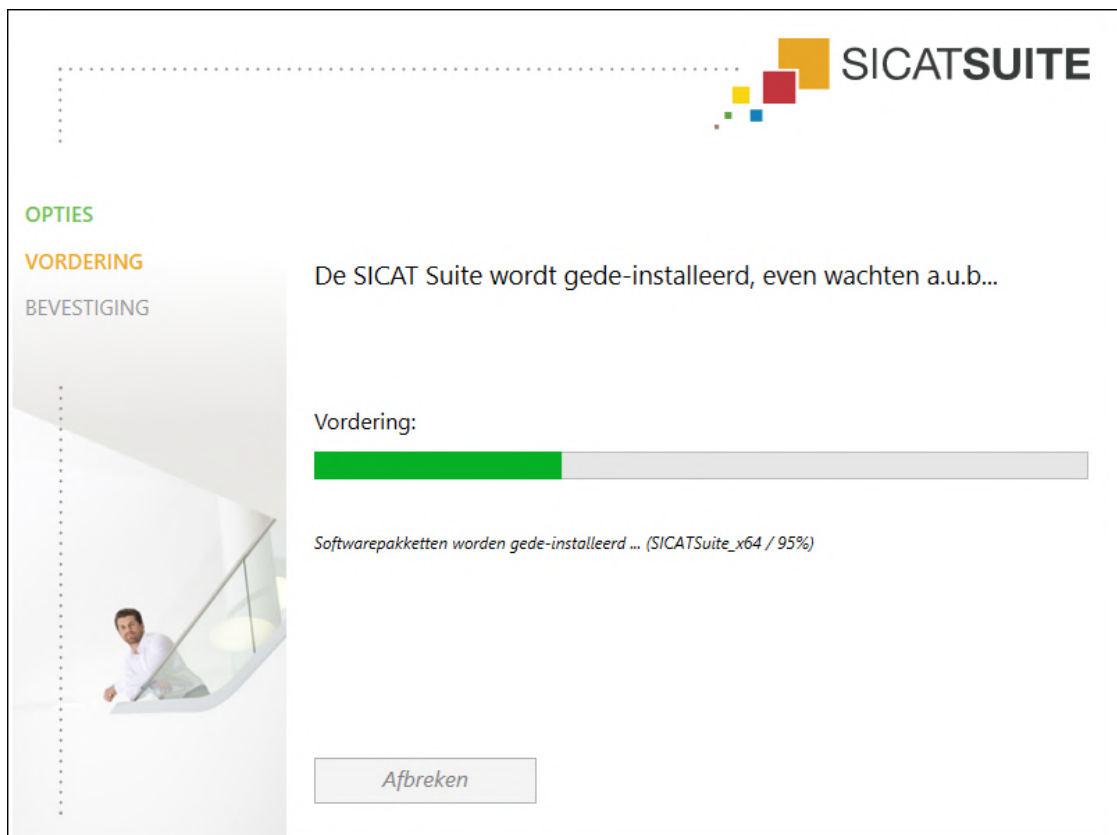 SICATSUITE
OPTIES
VORDERING
BEVESTIGING
De SICAT Suite wordt gede-installeerd, even wachten a.u.b...
Vordering:
Softwarepakketten worden gede-installeerd ... (SICATSuite_x64 / 95%)
Afbreken